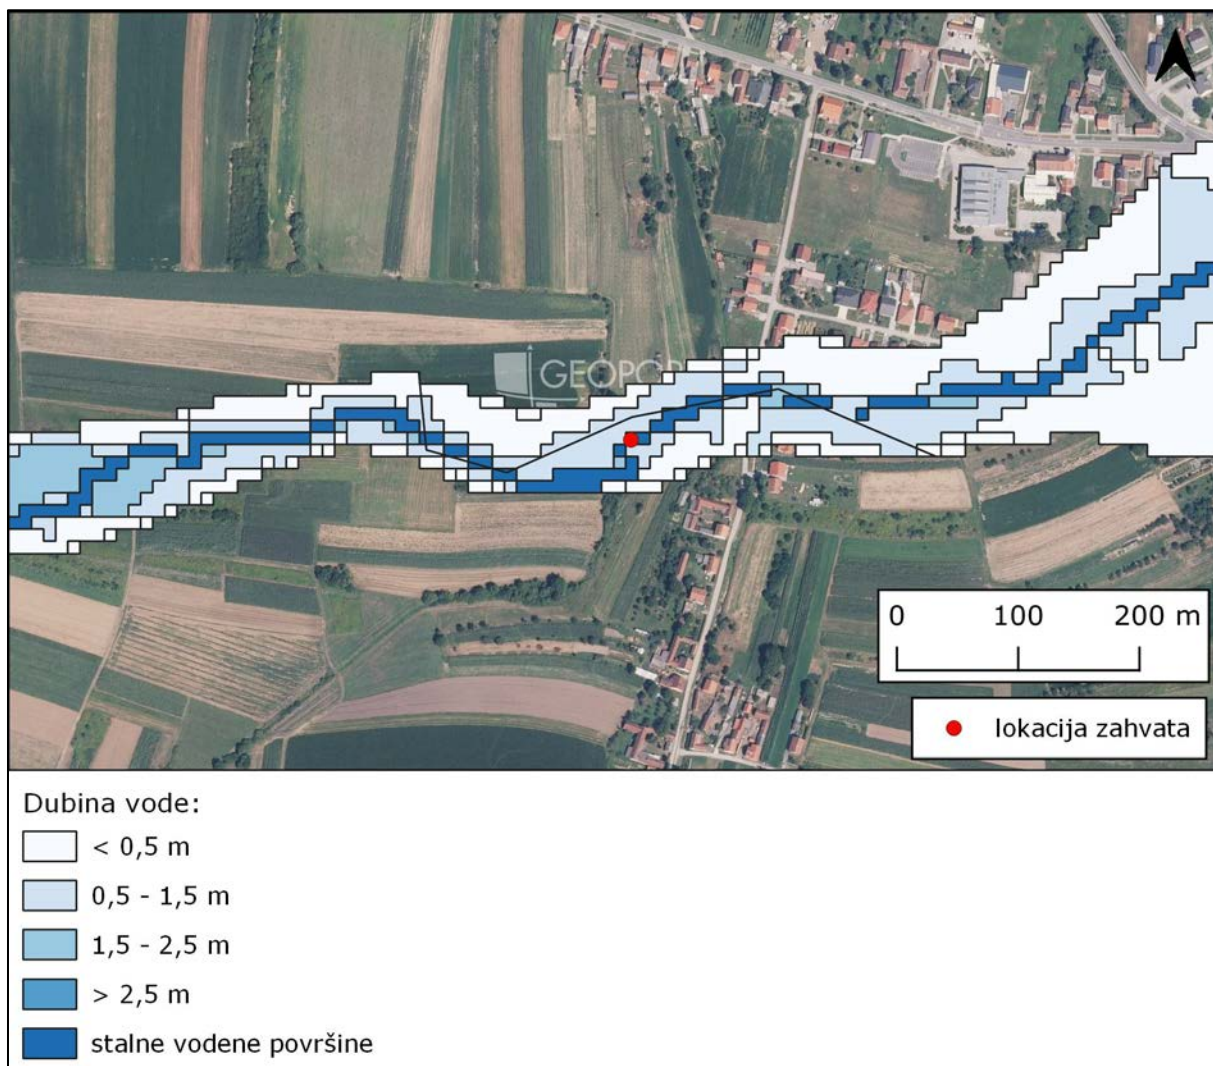 GEOPOR
0 100 200 m
lokacija zahvata
Dubina vode:
< 0,5 m
0,5 - 1,5 m
1,5 - 2,5 m
> 2,5 m
stalne vodene površine